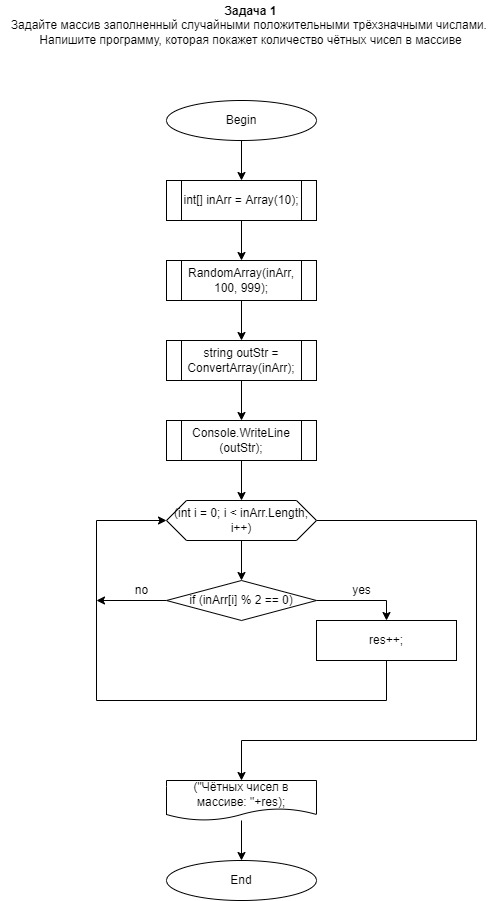 Задача 1
Задайте массив заполненный случайными положительными трёхзначными числами.
Напишите программу, которая покажет количество чётных чисел в массиве
Begin
int[] inArr = Array(10);
RandomArray(inArr,
100, 999);
string outStr =
ConvertArray(inArr);
Console.WriteLine
(outStr);
(int i = 0; i < inArr.Length;
i++)
no
if (inArr[i] % 2 == 0)
yes
res++;
("Чётных чисел в
массиве: "+res);
End